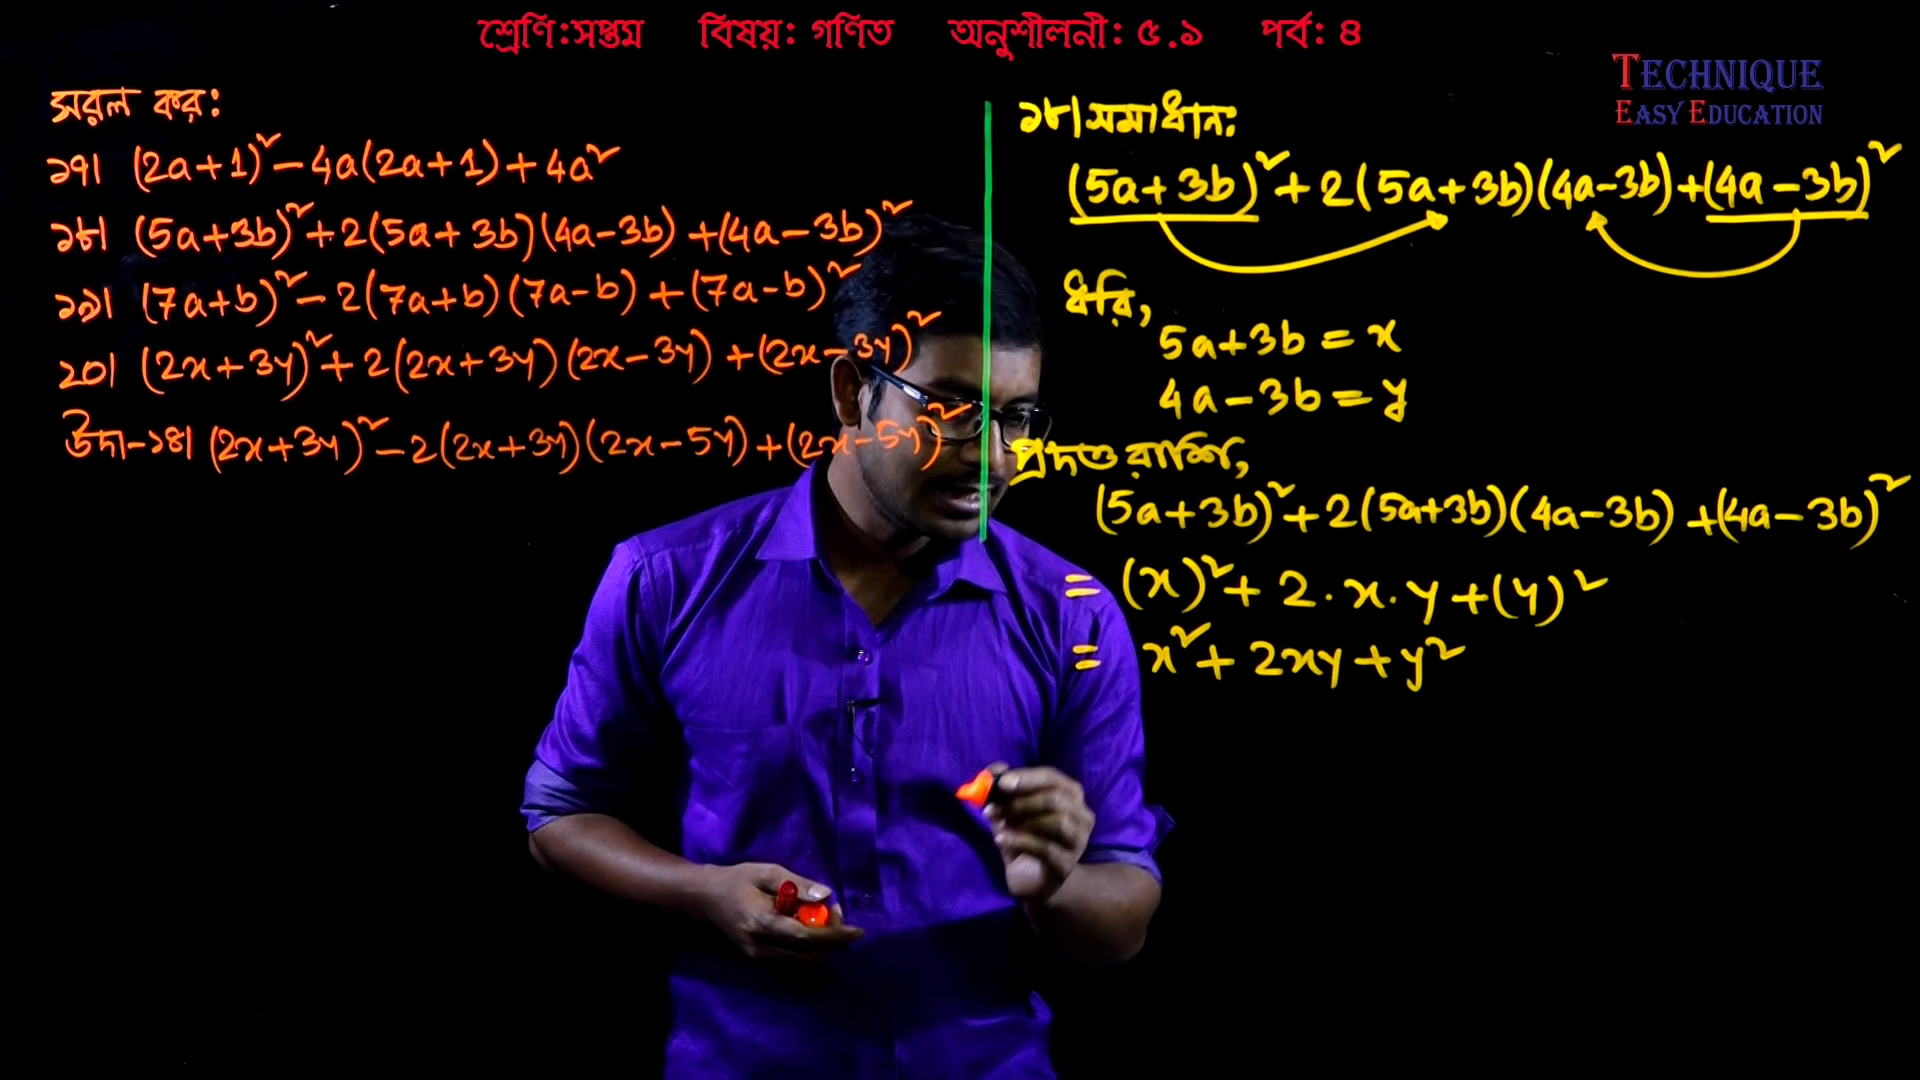 শ্রেণি:সপ্তম বিষয়: গণিত অনুশীলনী: ৫.১ পর্ব: ৪
TECHNIQUE
EASY EDUCATION
সরল কর:
১৭। (2a+1)² - 4a(2a+1) + 4a²
১৮। (5a+3b)² + 2(5a+3b)(4a-3b) + (4a-3b)²
১৯। (7a+b)² - 2(7a+b)(7a-b) + (7a-b)²
২০। (2x+3y)² + 2(2x+3y)(2x-3y) + (2x-3y)²
উদা-১৪। (2x+3y)² - 2(2x+3y)(2x-5y) + (2x-5y)²
১৮। সমাধান:
(5a+3b)² + 2(5a+3b)(4a-3b) + (4a-3b)²
ধরি,
5a+3b = x
4a-3b = y
প্রদত্ত রাশি,
(5a+3b)² + 2(5a+3b)(4a-3b) + (4a-3b)²
= (x)² + 2.x.y + (y)²
= x² + 2xy + y²